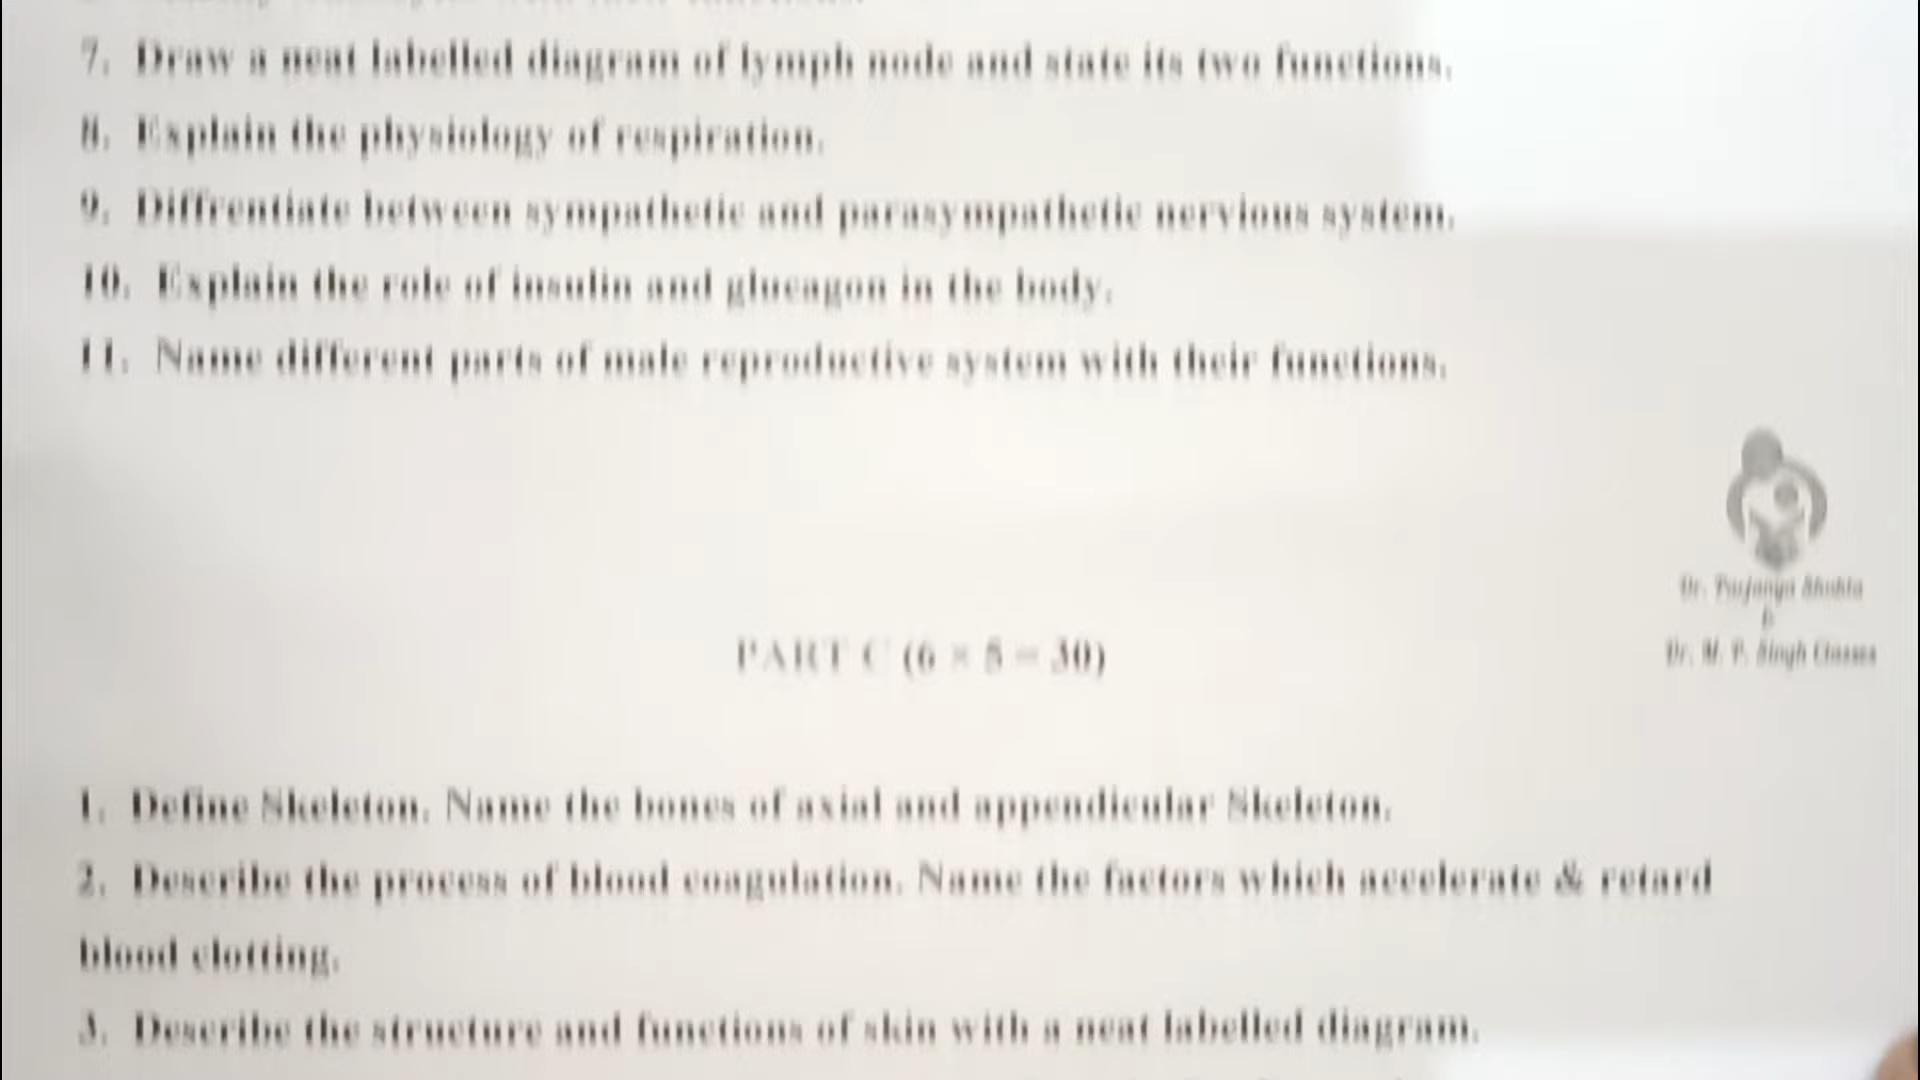 7. Draw a neat labelled diagram of lymph node and state its two functions.
8. Explain the physiology of respiration.
9. Diffrentiate between sympathetic and parasympathetic nervious system.
10. Explain the role of insulin and glucagon in the body.
11. Name different parts of male reproductive system with their functions.
Dr.
&
Dr. M. P. Singh Classes
PART C (6 × 5 = 30)
1. Define Skeleton. Name the bones of axial and appendicular Skeleton.
2. Describe the process of blood coagulation. Name the factors which accelerate & retard
blood clotting.
3. Describe the structure and functions of skin with a neat labelled diagram.